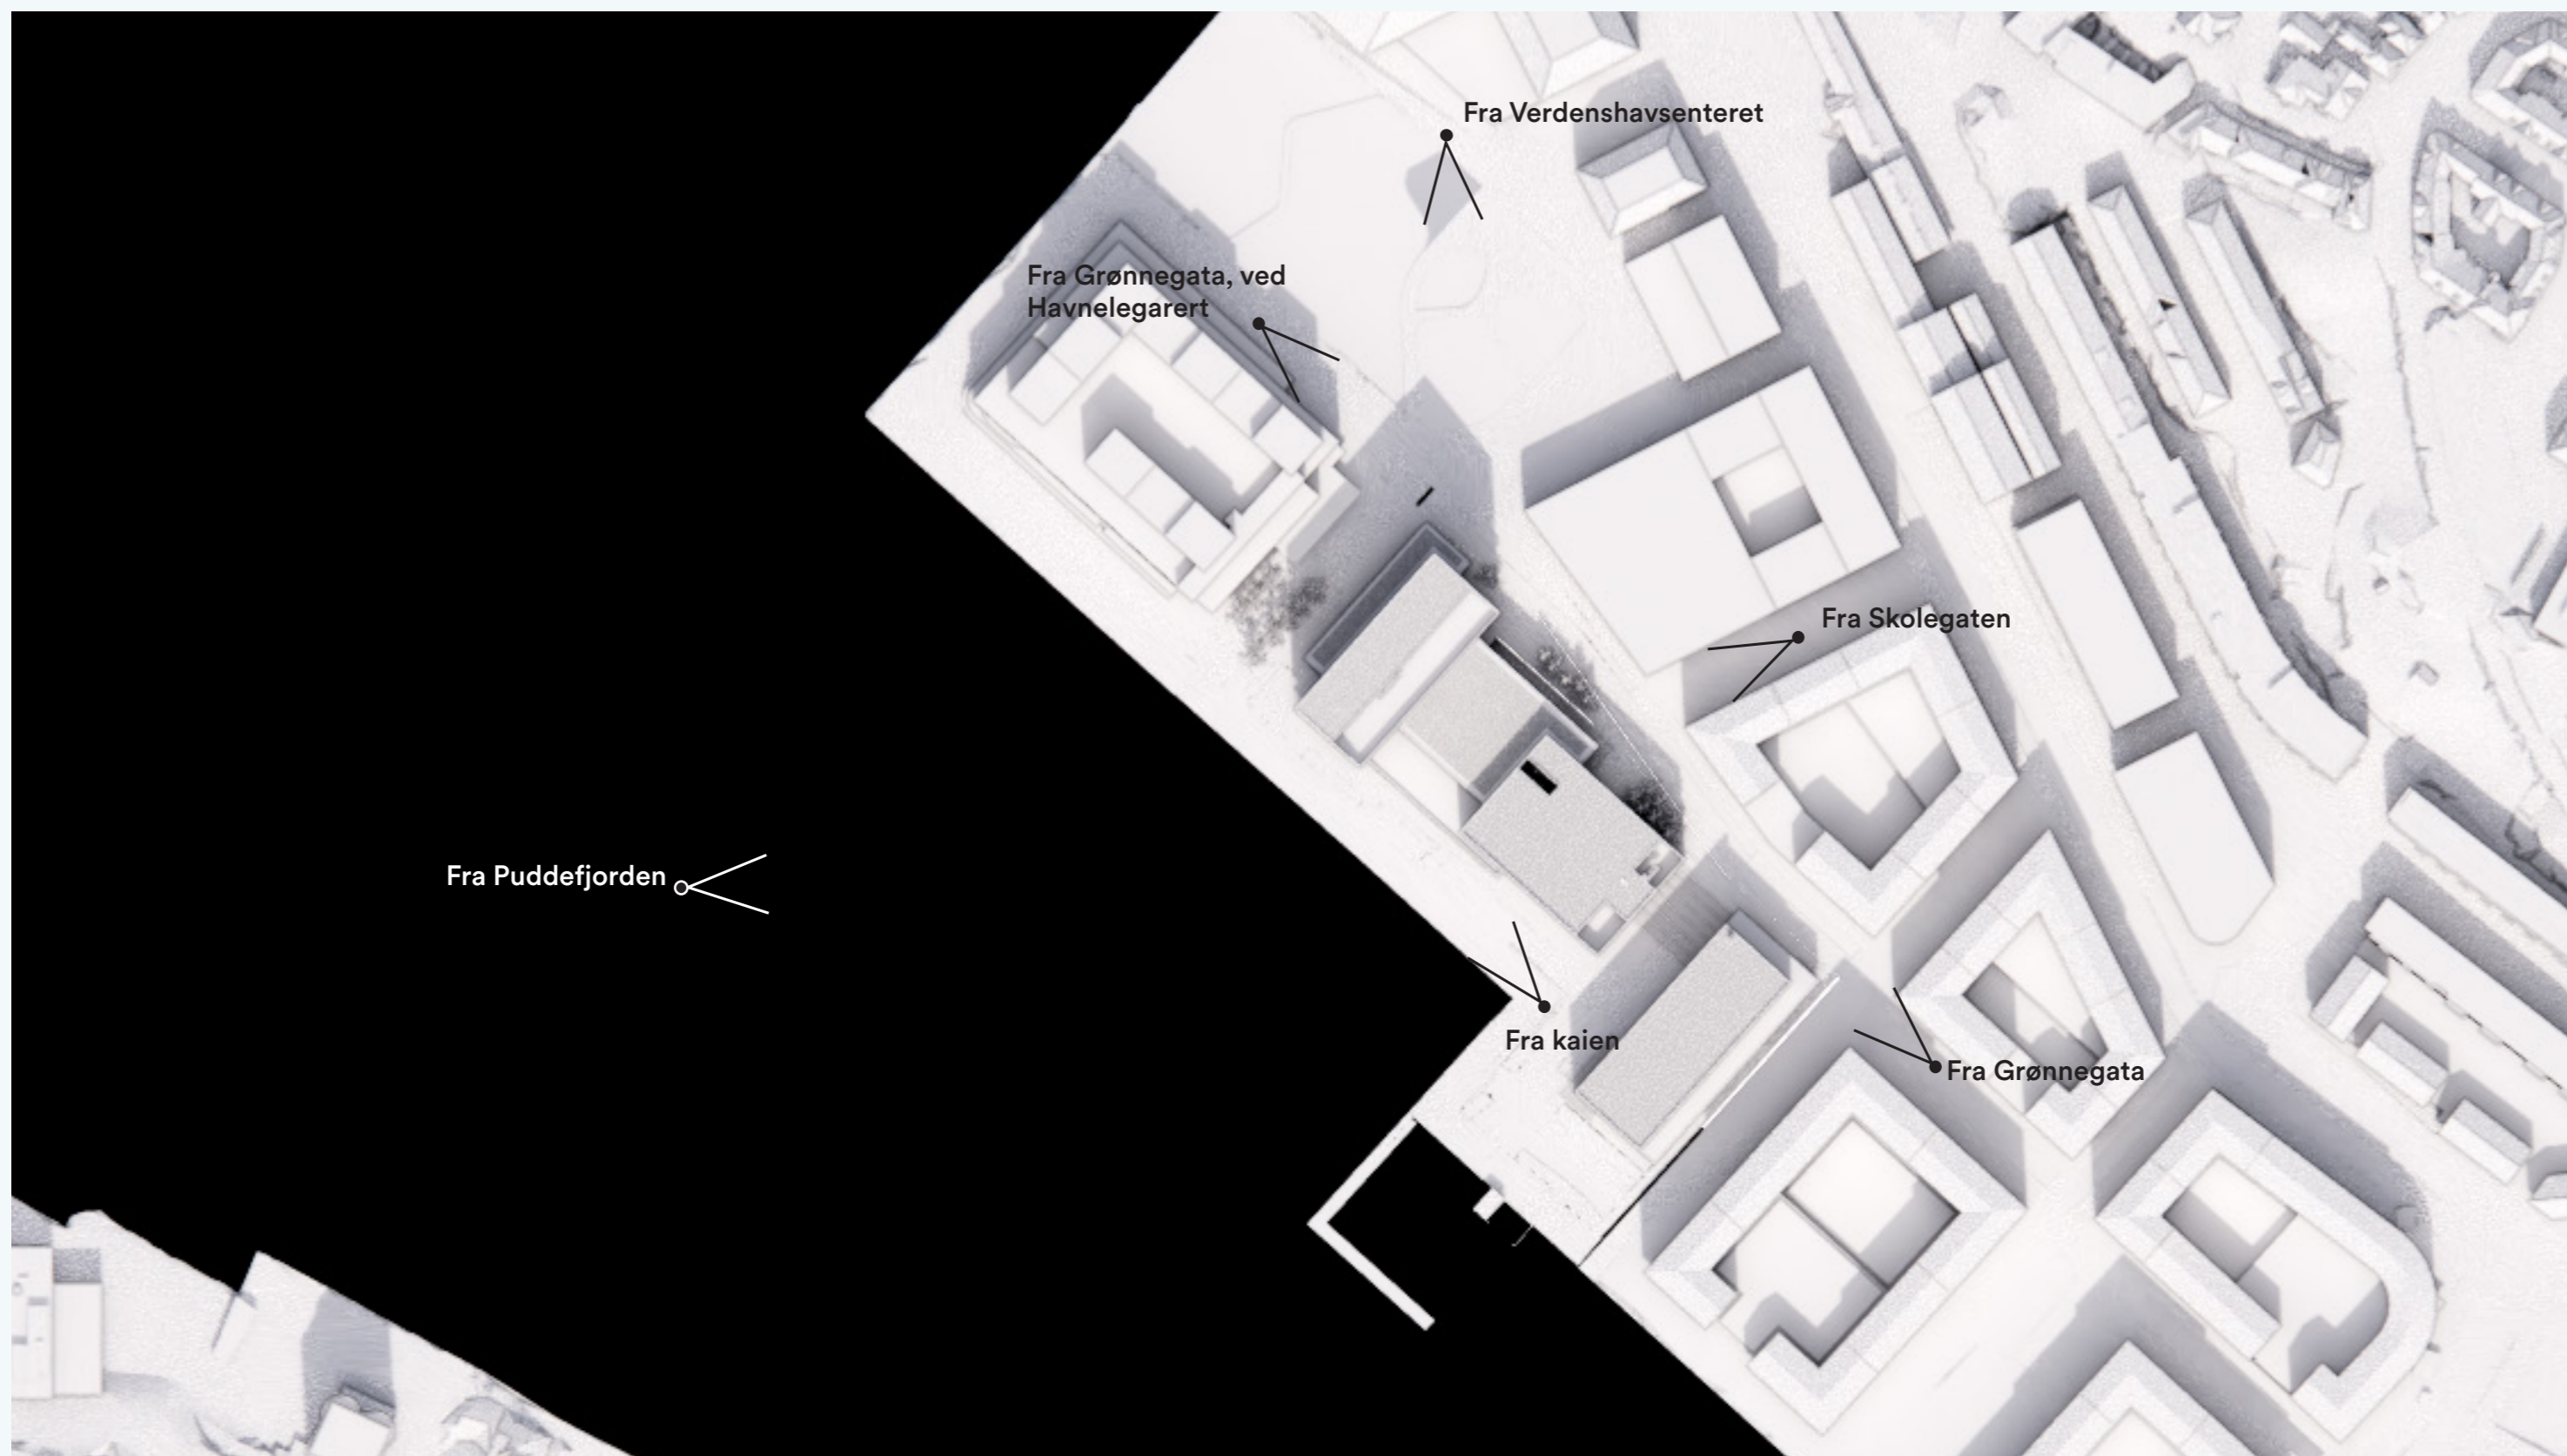 Fra Verdenshavsenteret
Fra Grønnegata, ved
Havnelegarert
Fra Skolegaten
Fra Puddefjorden
Fra kaien
Fra Grønnegata